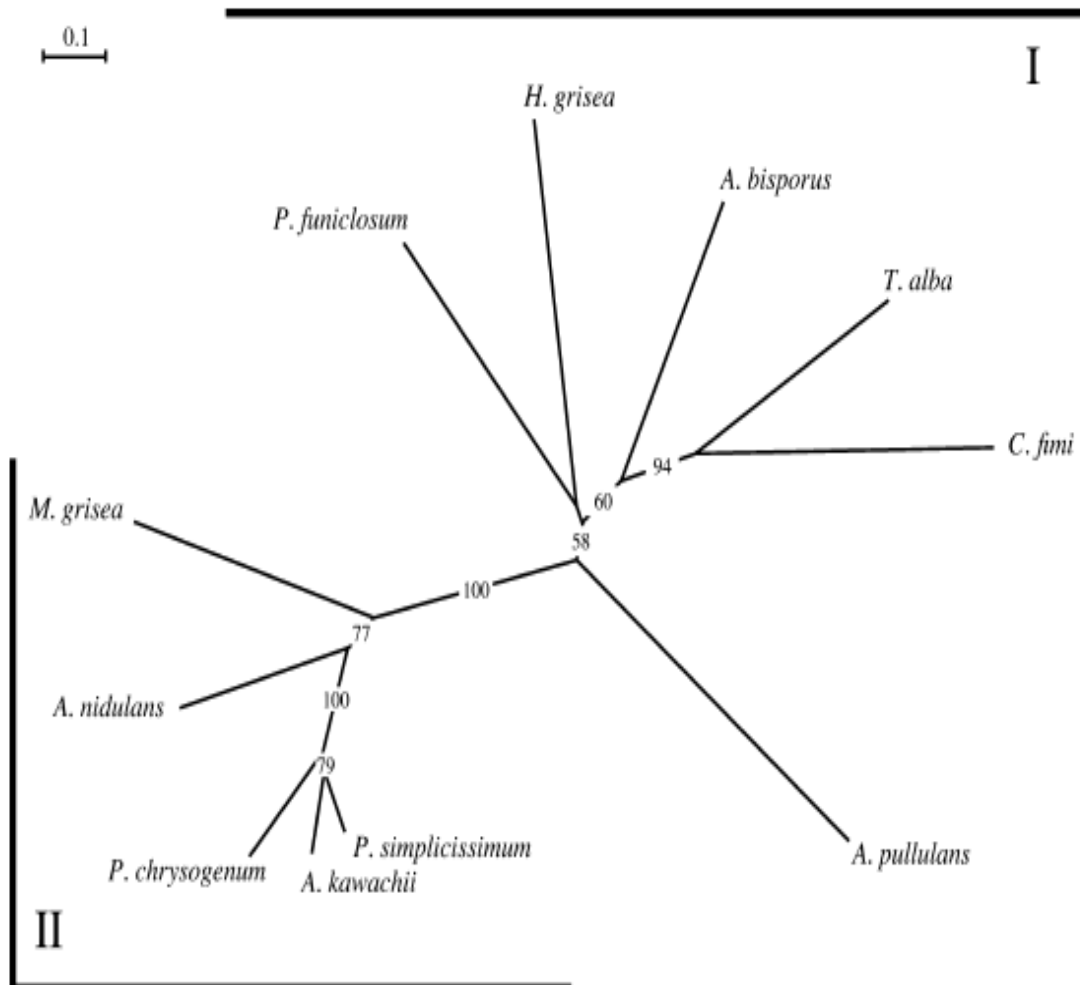 0.1
I
H. grisea
A. bisporus
P. funiclosum
T. alba
C. fimi
94
60
M. grisea
58
100
77
A. nidulans
100
79
P. simplicissimum
A. pullulans
P. chrysogenum
A. kawachii
II